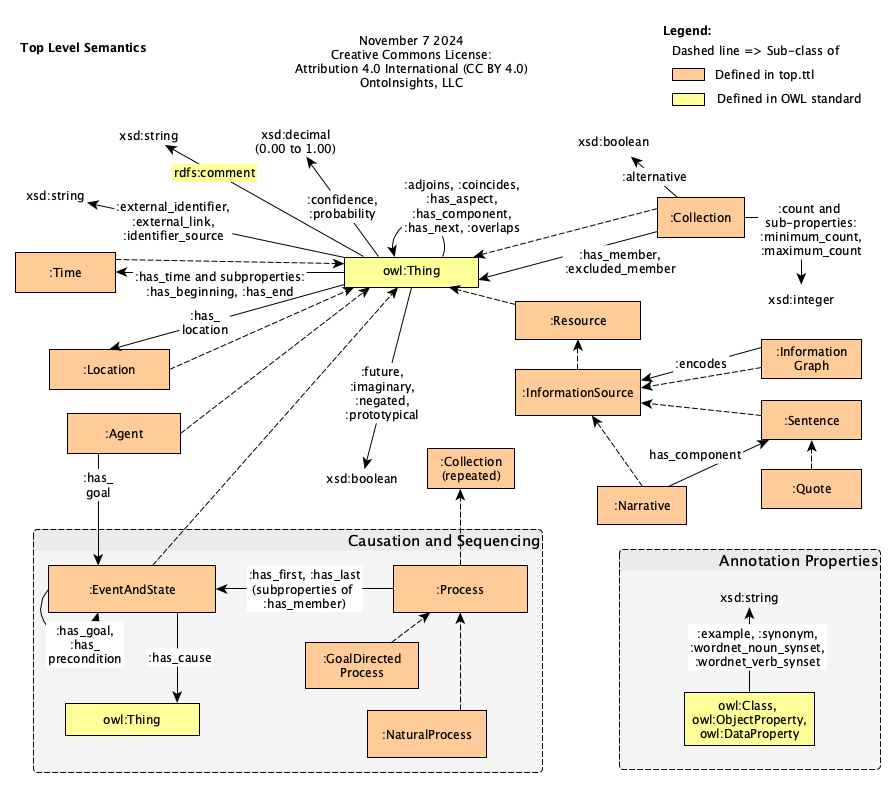 Top Level Semantics
November 7 2024
Creative Commons License:
Attribution 4.0 International (CC BY 4.0)
OntoInsights, LLC
Legend:
Dashed line => Sub-class of
Defined in top.ttl
Defined in OWL standard
xsd:string
xsd:decimal
(0.00 to 1.00)
xsd:boolean
rdfs:comment
:alternative
xsd:string
:external_identifier,
:external_link,
:identifier_source
:confidence,
:probability
:adjoins, :coincides,
:has_aspect,
:has_component,
:has_next, :overlaps
:Collection
:count and
sub-properties:
:minimum_count,
:maximum_count
:has_member,
:excluded_member
xsd:integer
:Time
:has_time and subproperties:
:has_beginning, :has_end
owl:Thing
:has_
location
:Resource
:Location
:future,
:imaginary,
:negated,
:prototypical
:encodes
:Information
Graph
:InformationSource
:Agent
:Sentence
has_component
:has_
goal
xsd:boolean
:Collection
(repeated)
:Quote
:Narrative
Causation and Sequencing
:EventAndState
:has_first, :has_last
(subproperties of
:has_member)
:Process
:has_goal,
:has_
precondition
:has_cause
:GoalDirected
Process
owl:Thing
:NaturalProcess
Annotation Properties
xsd:string
:example, :synonym,
:wordnet_noun_synset,
:wordnet_verb_synset
owl:Class,
owl:ObjectProperty,
owl:DataProperty